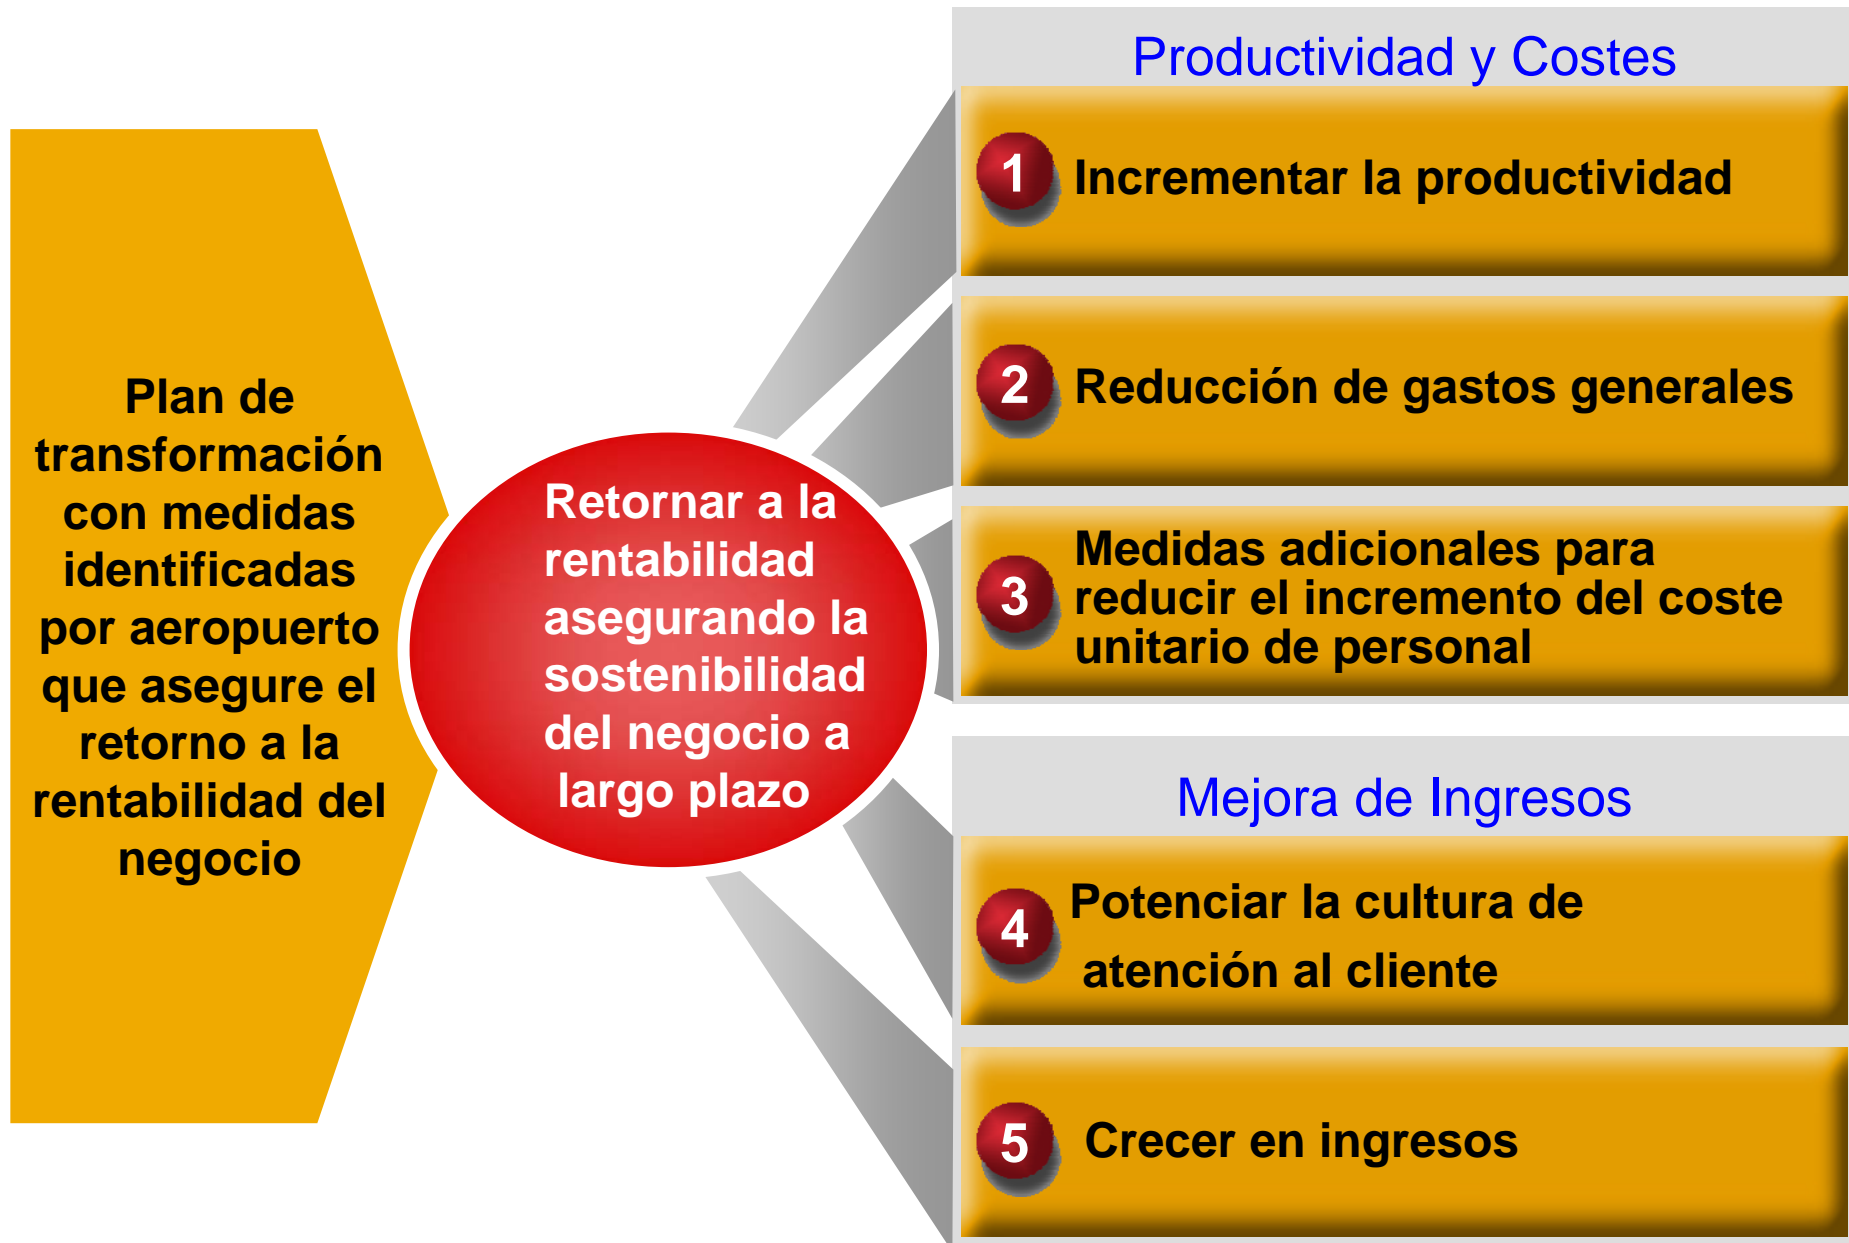 Plan de
transformación
con medidas
identificadas
por aeropuerto
que asegure el
retorno a la
rentabilidad del
negocio
Retornar a la
rentabilidad
asegurando la
sostenibilidad
del negocio a
largo plazo
Productividad y Costes
1 Incrementar la productividad
2 Reducción de gastos generales
3 Medidas adicionales para
reducir el incremento del coste
unitario de personal
Mejora de Ingresos
4 Potenciar la cultura de
atención al cliente
5 Crecer en ingresos